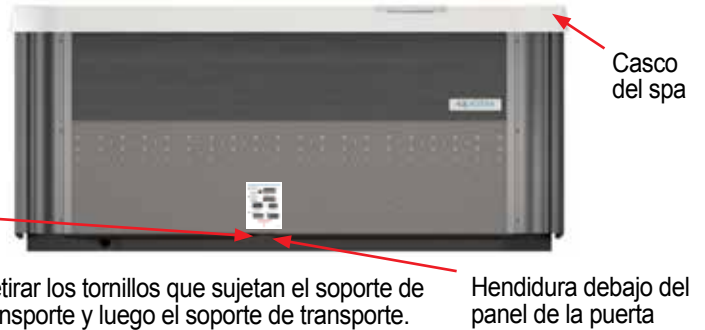 Casco
del spa
etirar los tornillos que sujetan el soporte de
nsporte y luego el soporte de transporte.
Hendidura debajo del
panel de la puerta